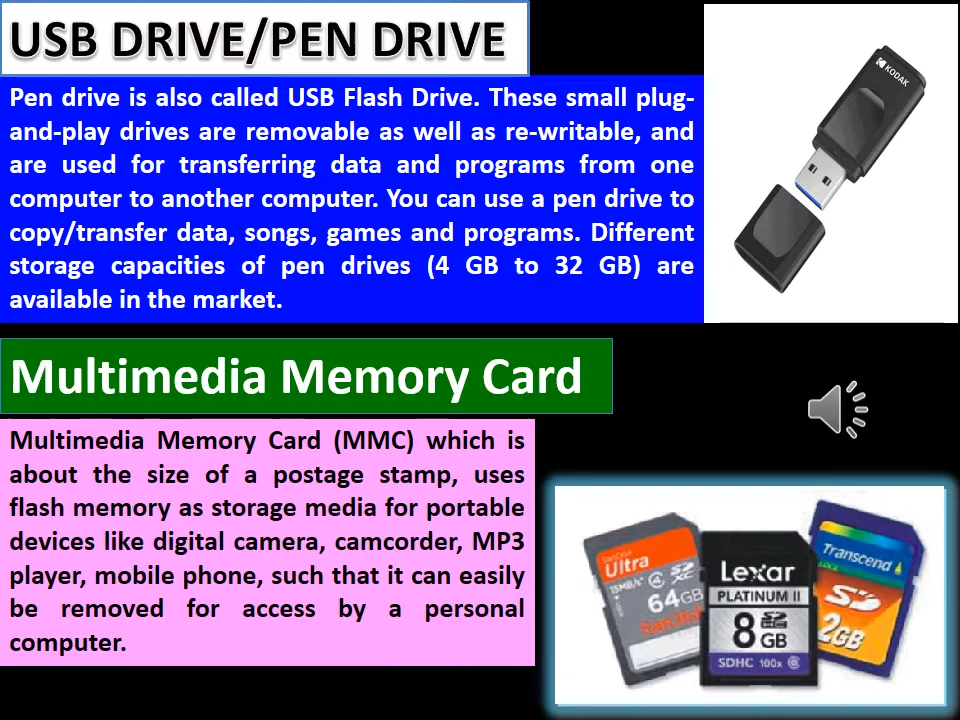 USB DRIVE/PEN DRIVE
Pen drive is also called USB Flash Drive. These small plug-
and-play drives are removable as well as re-writable, and
are used for transferring data and programs from one
computer to another computer. You can use a pen drive to
copy/transfer data, songs, games and programs. Different
storage capacities of pen drives (4 GB to 32 GB) are
available in the market.
KODAK
Multimedia Memory Card
Multimedia Memory Card (MMC) which is
about the size of a postage stamp, uses
flash memory as storage media for portable
devices like digital camera, camcorder, MP3
player, mobile phone, such that it can easily
be removed for access by a personal
computer.
SanDisk
Ultra
15MB/s
64GB
SanDisk
Lexar
PLATINUM II
8 GB
SDHC 100x
Transcend
LOCK
SD
2GB